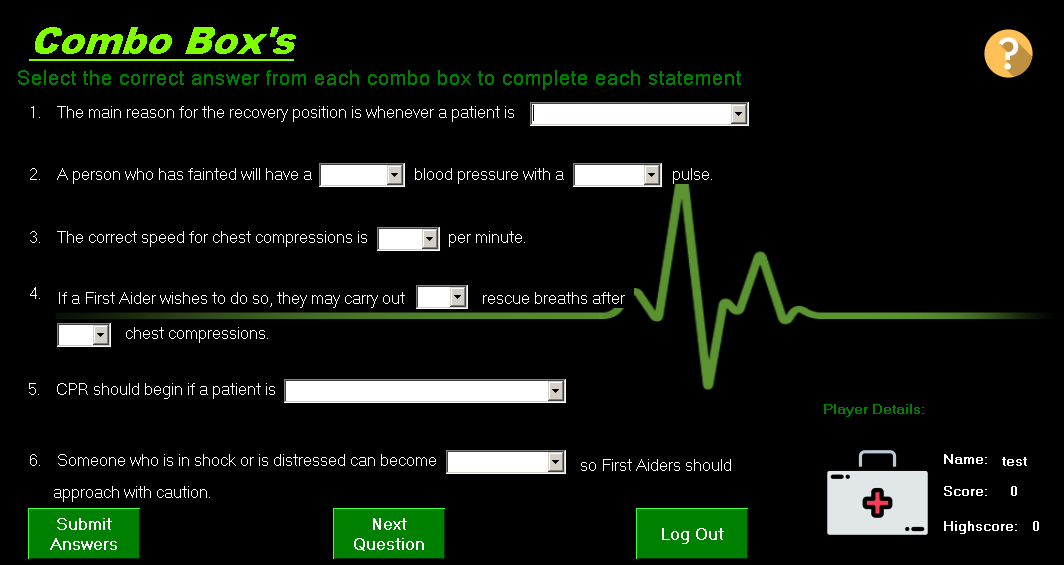 Combo Box's
?
Select the correct answer from each combo box to complete each statement
1. The main reason for the recovery position is whenever a patient is
2. A person who has fainted will have a blood pressure with a pulse.
3. The correct speed for chest compressions is per minute.
4. If a First Aider wishes to do so, they may carry out rescue breaths after
chest compressions.
5. CPR should begin if a patient is
Player Details:
6. Someone who is in shock or is distressed can become so First Aiders should
approach with caution.
Name: test
Score: 0
Highscore: 0
Submit
Answers
Next
Question
Log Out